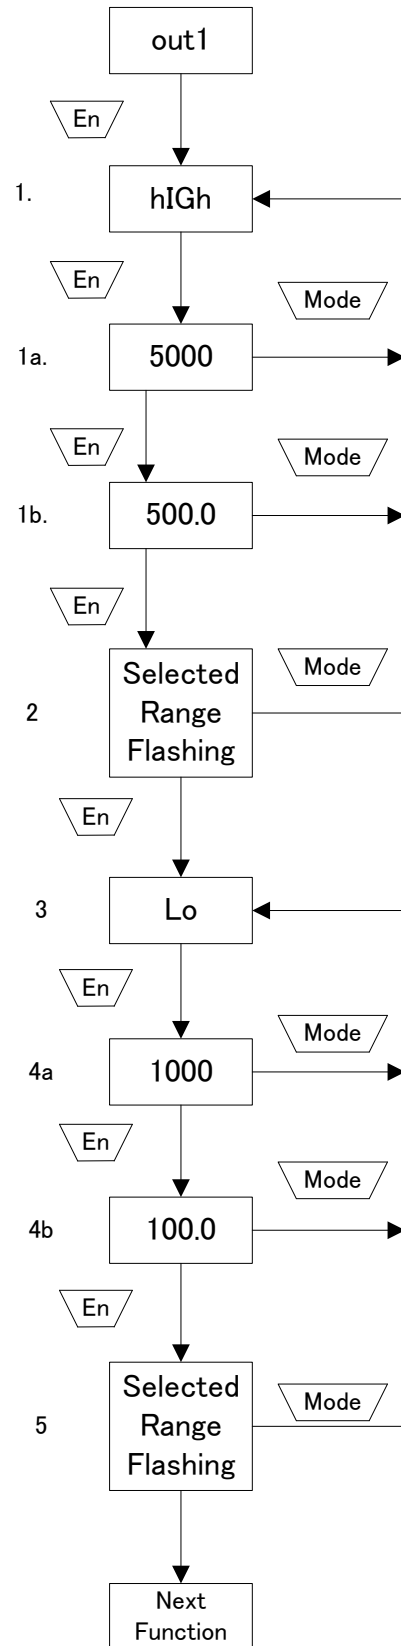 out1
En
1.
hIGh
En
Mode
1a.
5000
En
Mode
1b.
500.0
En
Mode
2
Selected
Range
Flashing
En
3
Lo
En
Mode
4a
1000
En
Mode
4b
100.0
En
Mode
5
Selected
Range
Flashing
Next
Function